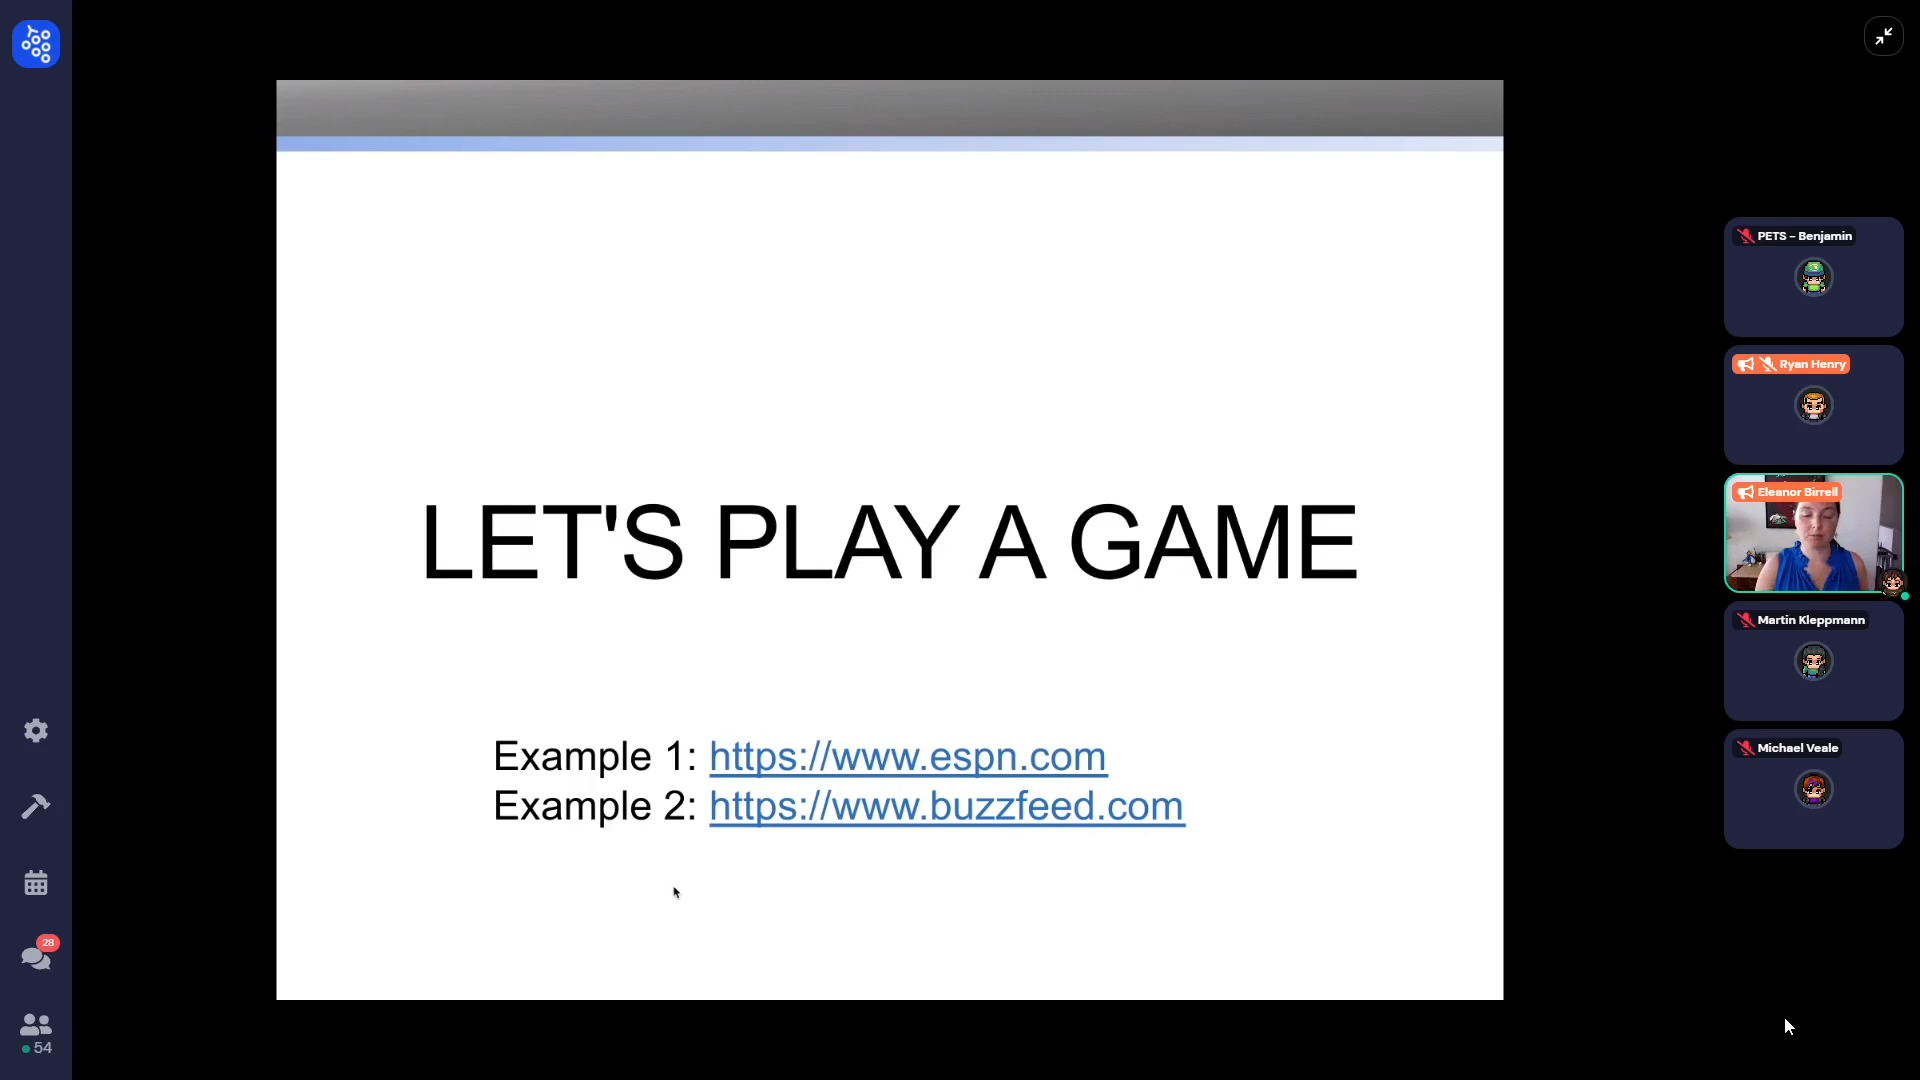 LET'S PLAY A GAME
Example 1: https://www.espn.com
Example 2: https://www.buzzfeed.com
PETS – Benjamin
Ryan Henry
Eleanor Birrell
Martin Kleppmann
Michael Veale
28
54